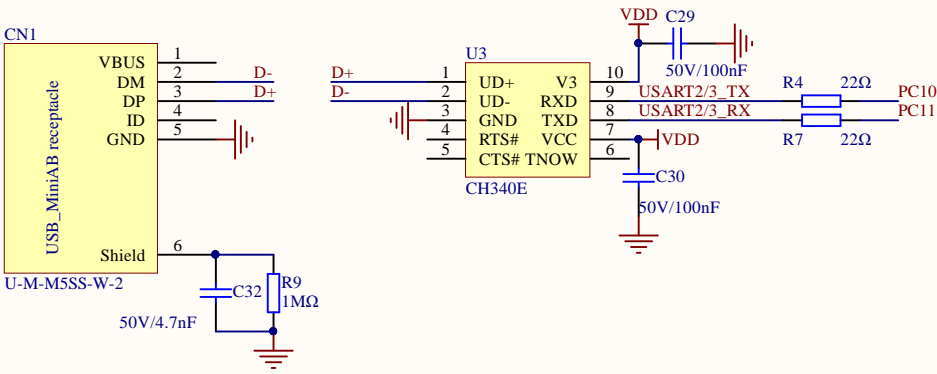 CN1
VBUS 1
DM 2 D-
DP 3 D+
ID 4
GND 5
USB_MiniAB receptacle
Shield 6
U-M-M5SS-W-2
C32
50V/4.7nF
R9
1MΩ
U3
D+ 1 UD+ V3 10
D- 2 UD- RXD 9 USART2/3_TX
3 GND TXD 8 USART2/3_RX
4 RTS# VCC 7 VDD
5 CTS# TNOW 6
CH340E
VDD C29
50V/100nF
R4 22Ω PC10
R7 22Ω PC11
C30
50V/100nF